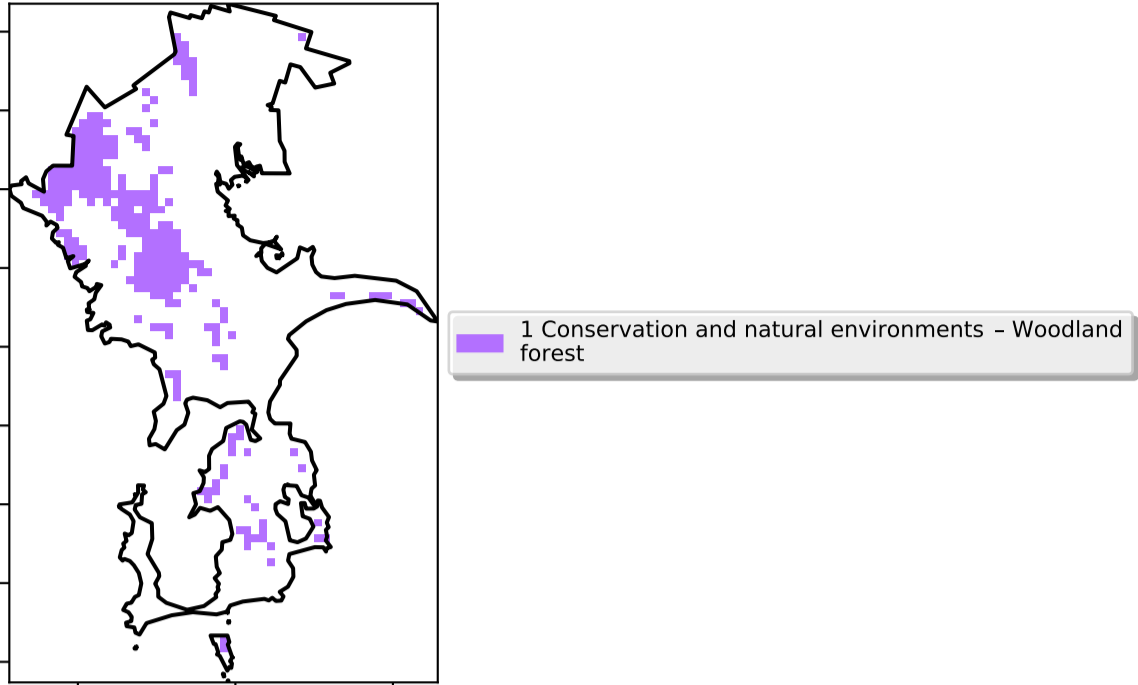 1 Conservation and natural environments – Woodland
forest